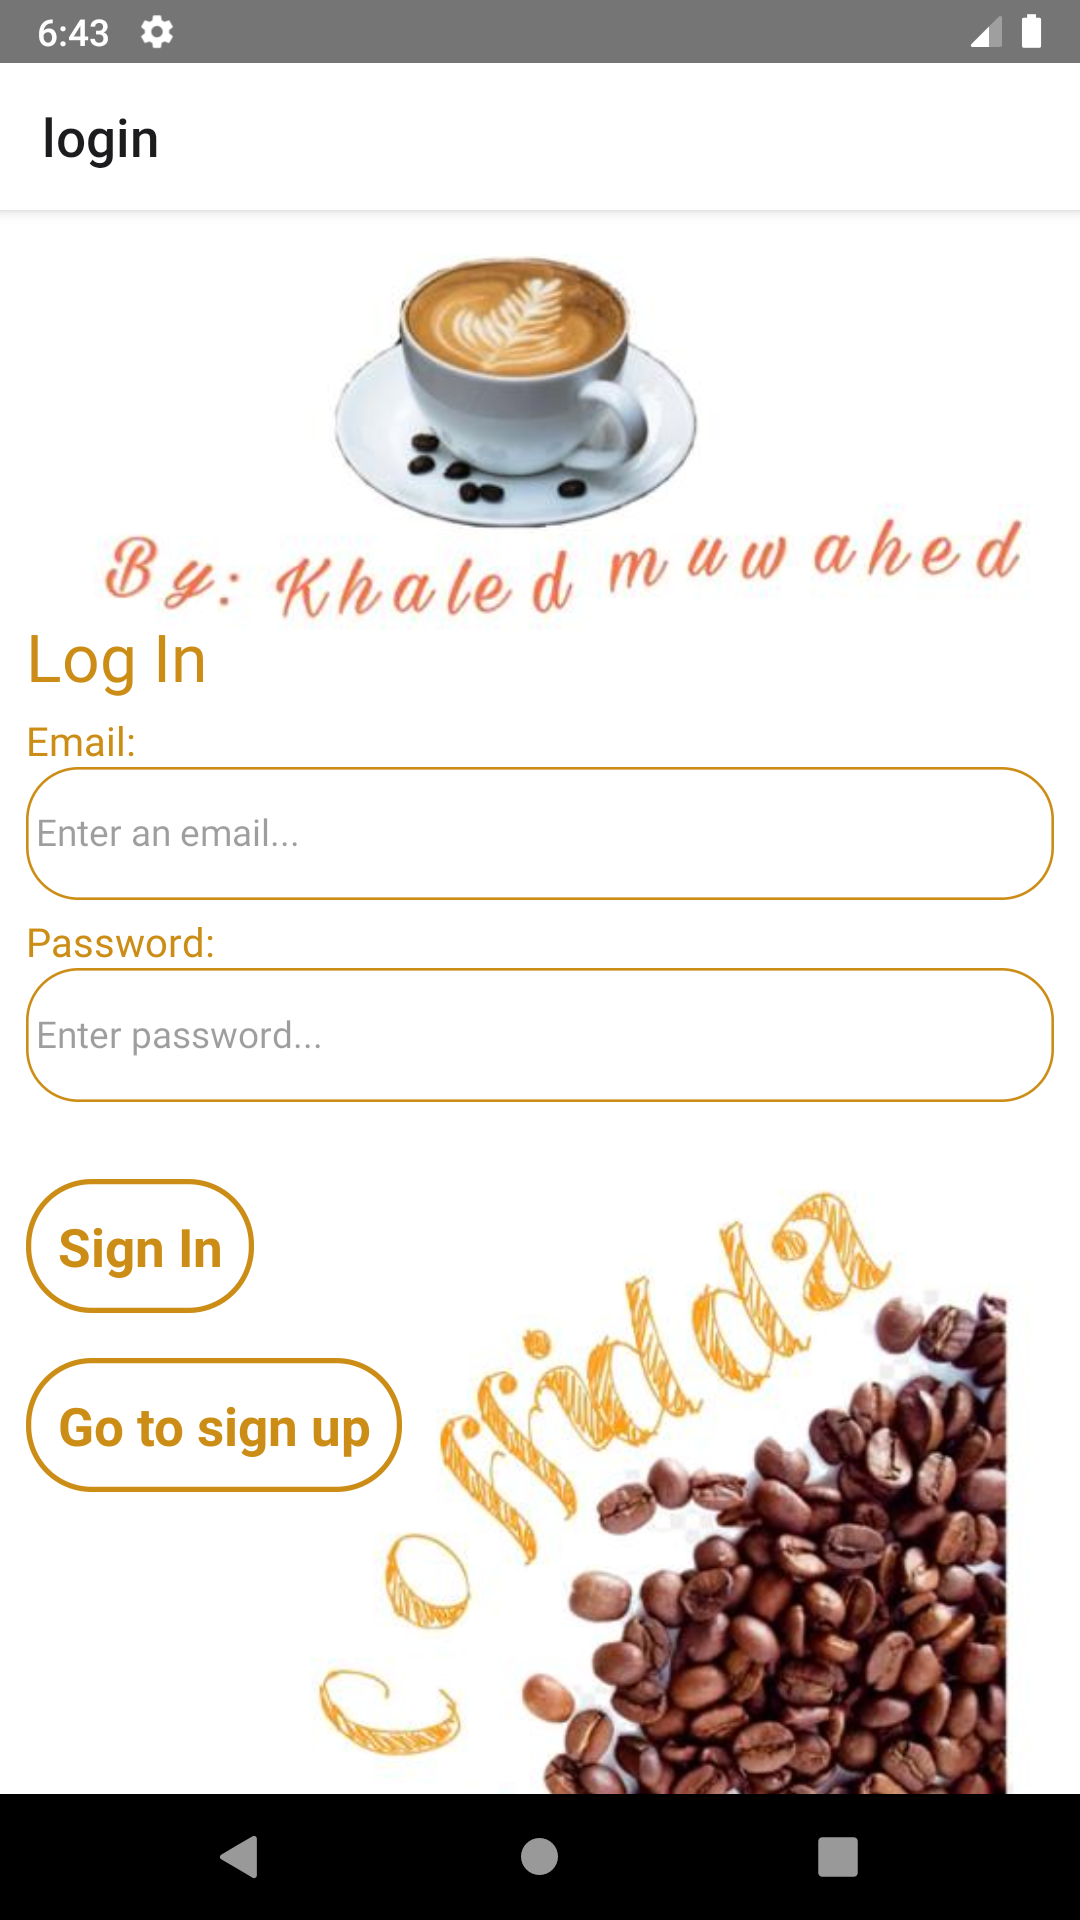 6:43
login
By: Khaled muwahed
Log In
Email:
Enter an email...
Password:
Enter password...
Sign In
Go to sign up
Coffidda